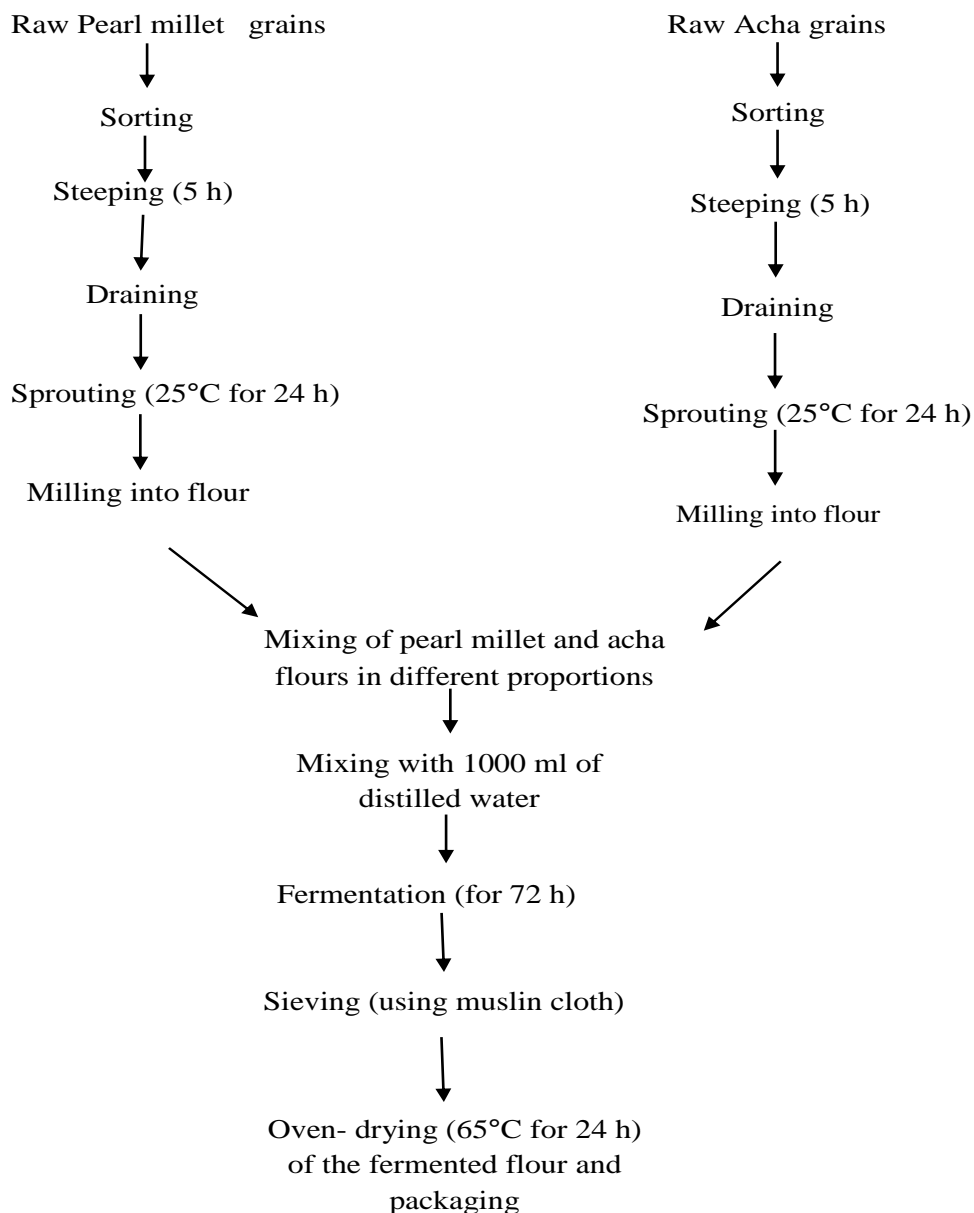 Raw Pearl millet grains
Sorting
Steeping (5 h)
Draining
Sprouting (25°C for 24 h)
Milling into flour
Raw Acha grains
Sorting
Steeping (5 h)
Draining
Sprouting (25°C for 24 h)
Milling into flour
Mixing of pearl millet and acha
flours in different proportions
Mixing with 1000 ml of
distilled water
Fermentation (for 72 h)
Sieving (using muslin cloth)
Oven- drying (65°C for 24 h)
of the fermented flour and
packaging